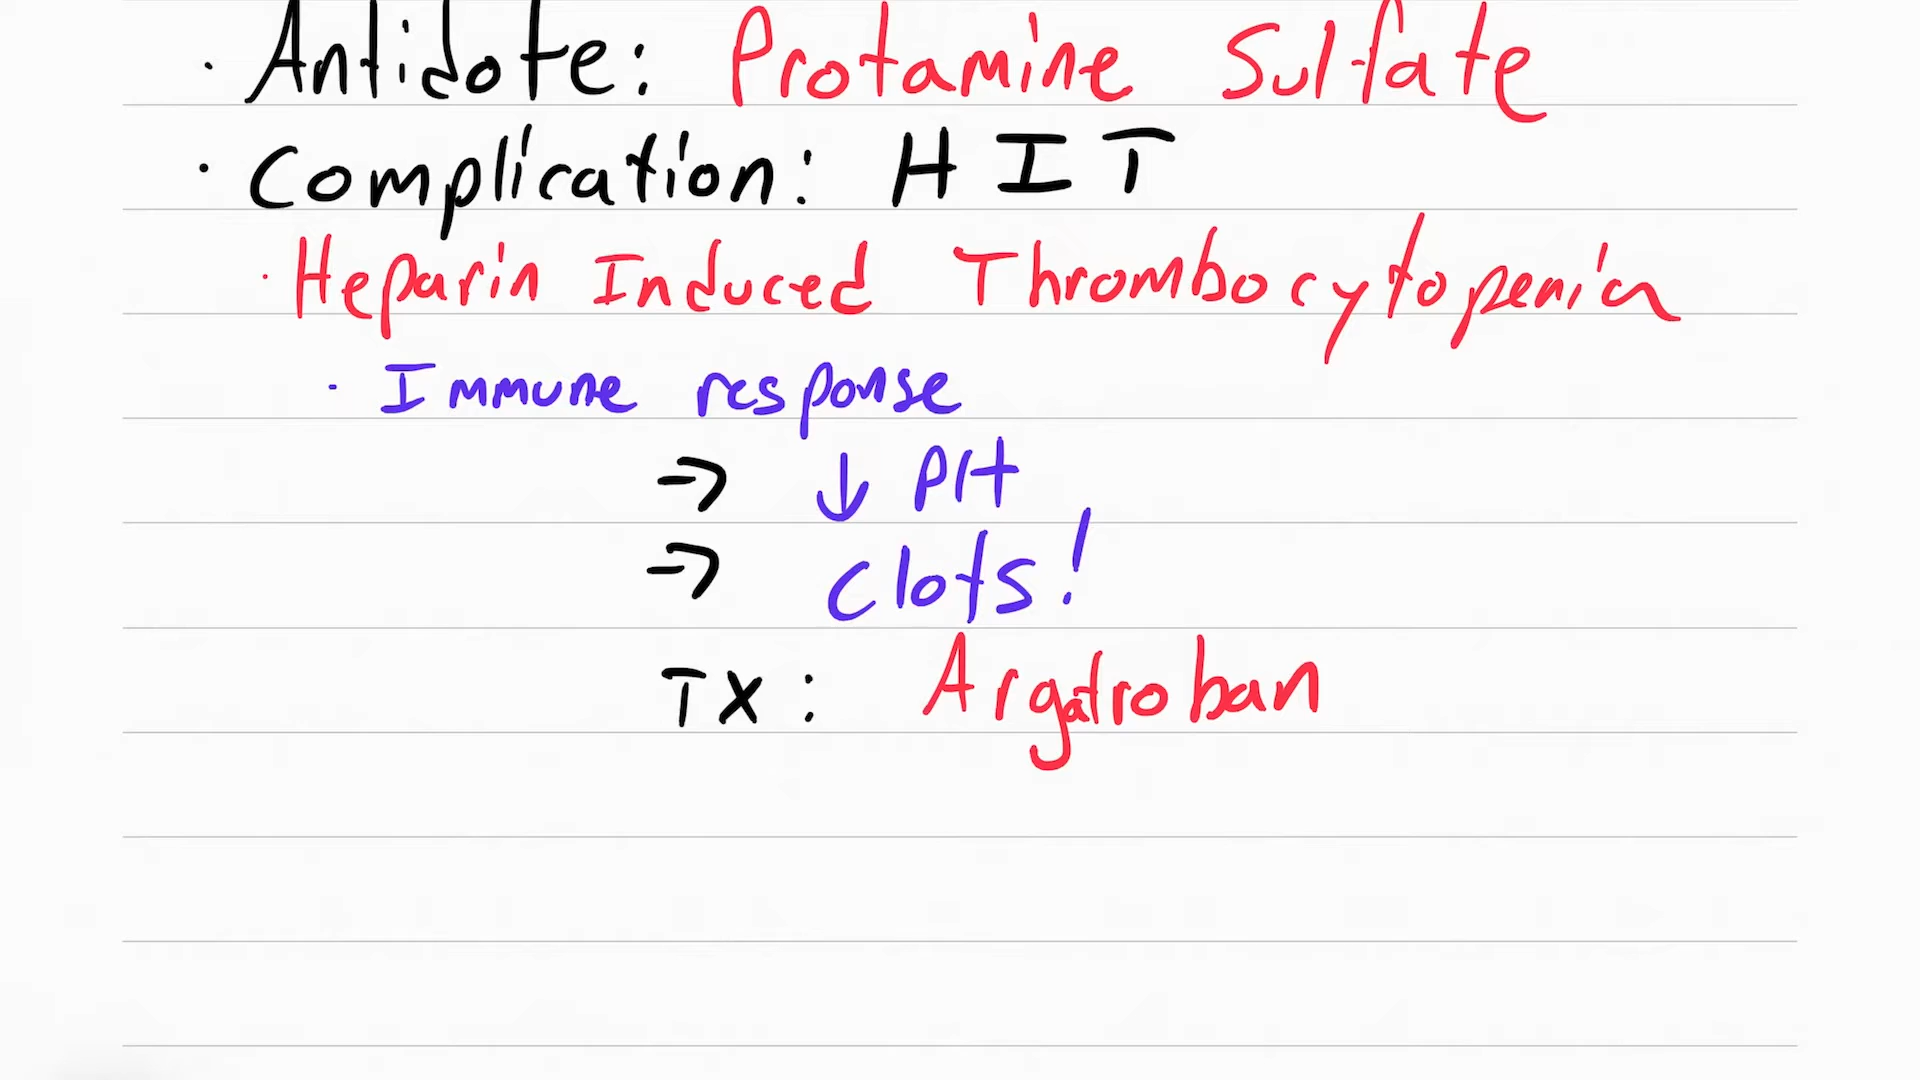 · Antidote: Protamine Sulfate
· Complication: HIT
· Heparin Induced Thrombocytopenia
· Immune response
→ ↓ Plt
→ Clots!
TX: Argatroban